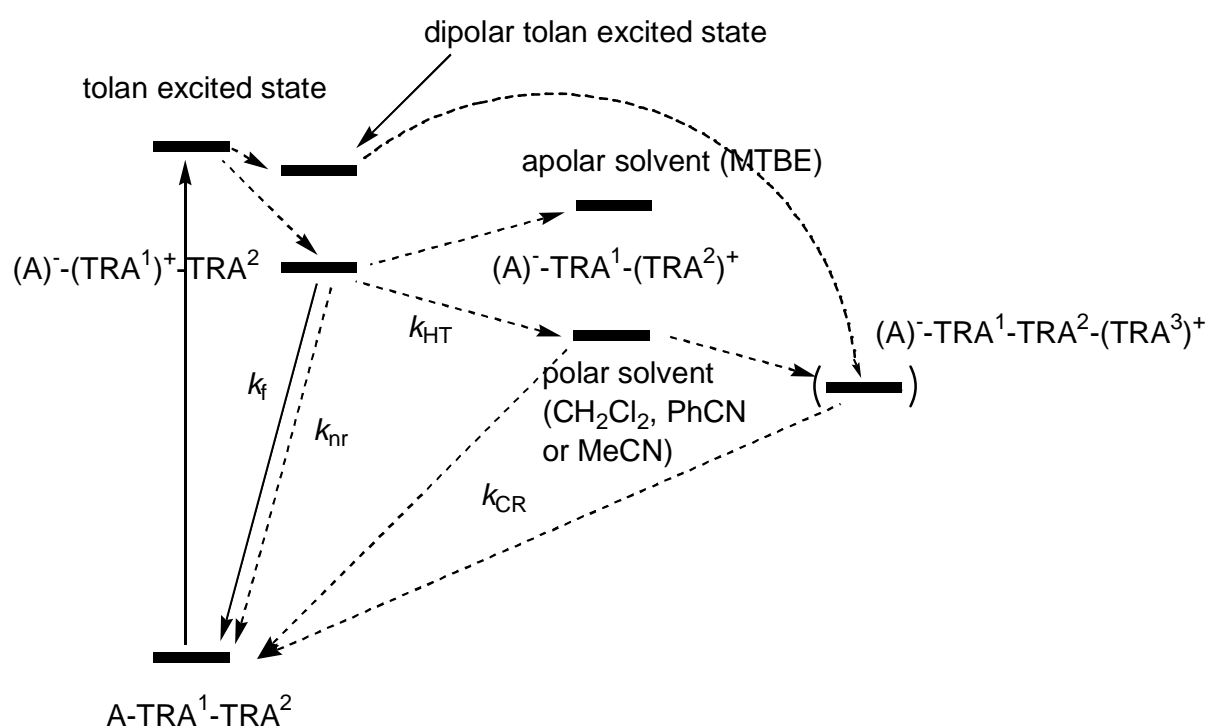 dipolar tolan excited state
tolan excited state
apolar solvent (MTBE)
(A)⁻-(TRA¹)⁺-TRA²
(A)⁻-TRA¹-(TRA²)⁺
(A)⁻-TRA¹-TRA²-(TRA³)⁺
k_HT
( )
polar solvent
(CH₂Cl₂, PhCN
or MeCN)
k_f
k_nr
k_CR
A-TRA¹-TRA²